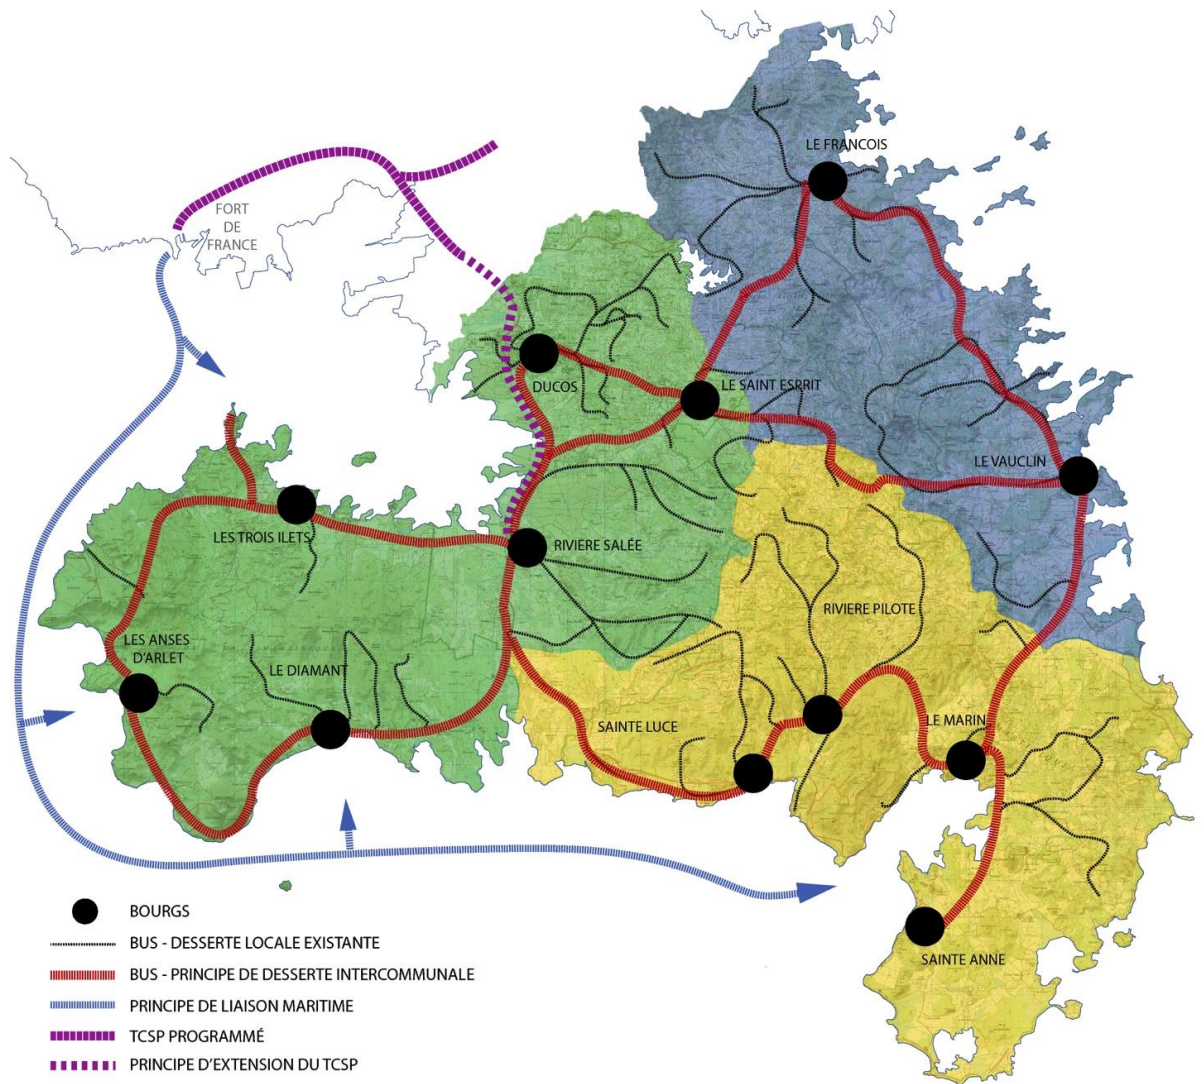 LE FRANCOIS
FORT
DE
FRANCE
DUCOS
LE SAINT ESPRIT
LE VAUCLIN
LES TROIS ILETS
RIVIERE SALÉE
RIVIERE PILOTE
LES ANSES
D'ARLET
LE DIAMANT
SAINTE LUCE
LE MARIN
SAINTE ANNE
BOURGS
BUS - DESSERTE LOCALE EXISTANTE
BUS - PRINCIPE DE DESSERTE INTERCOMMUNALE
PRINCIPE DE LIAISON MARITIME
TCSP PROGRAMMÉ
PRINCIPE D'EXTENSION DU TCSP